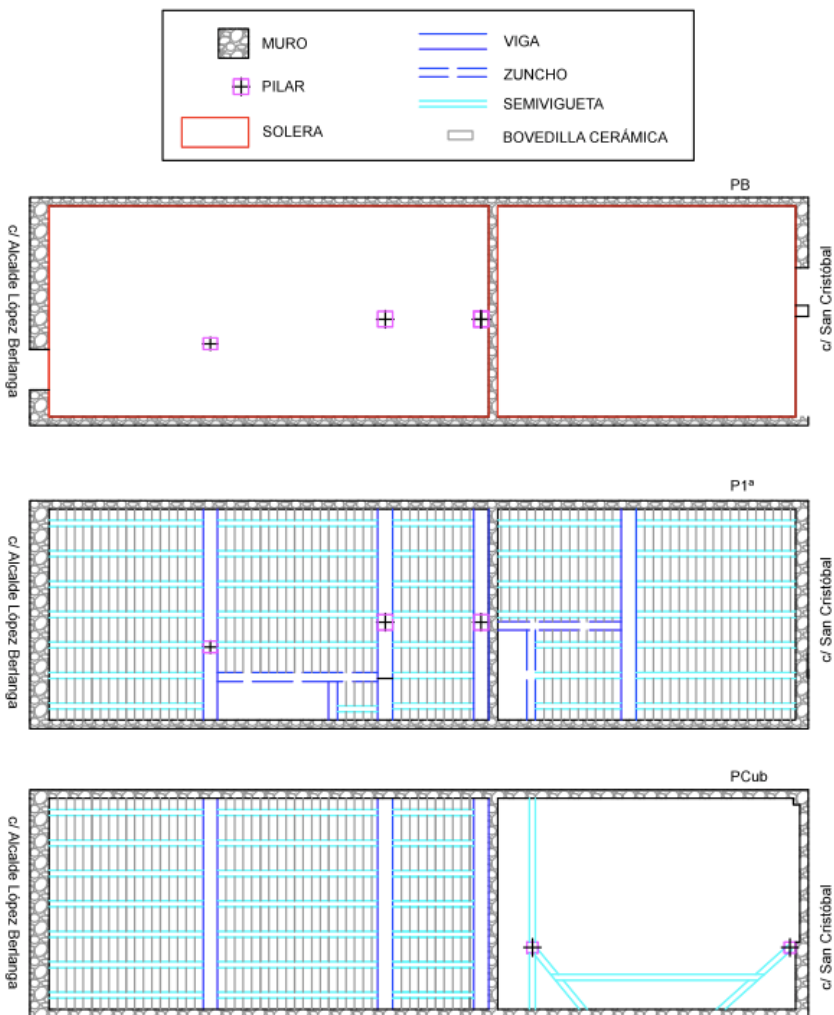 MURO
PILAR
SOLERA
VIGA
ZUNCHO
SEMIVIGUETA
BOVEDILLA CERÁMICA
PB
c/ Alcalde López Berlanga
c/ San Cristóbal
P1ª
c/ Alcalde López Berlanga
c/ San Cristóbal
PCub
c/ Alcalde López Berlanga
c/ San Cristóbal